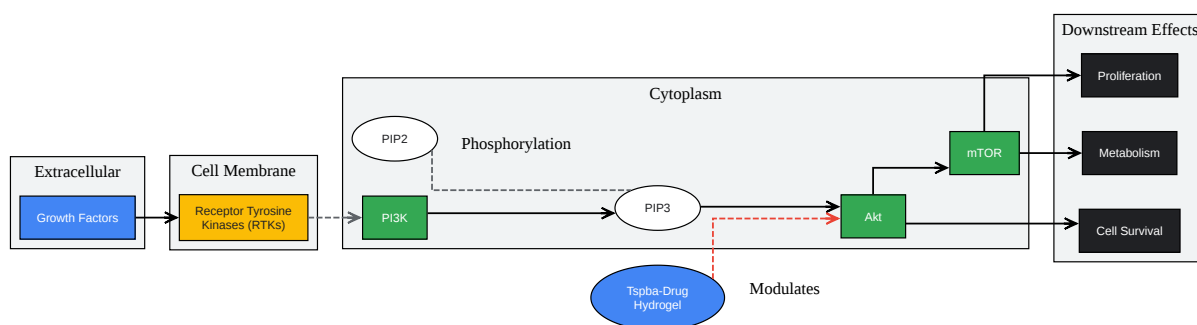 Downstream Effects
Cytoplasm
Proliferation
PIP2
Phosphorylation
mTOR
Metabolism
Extracellular
Cell Membrane
Growth Factors
Receptor Tyrosine
Kinases (RTKs)
PI3K
PIP3
Akt
Cell Survival
Tspba-Drug
Hydrogel
Modulates